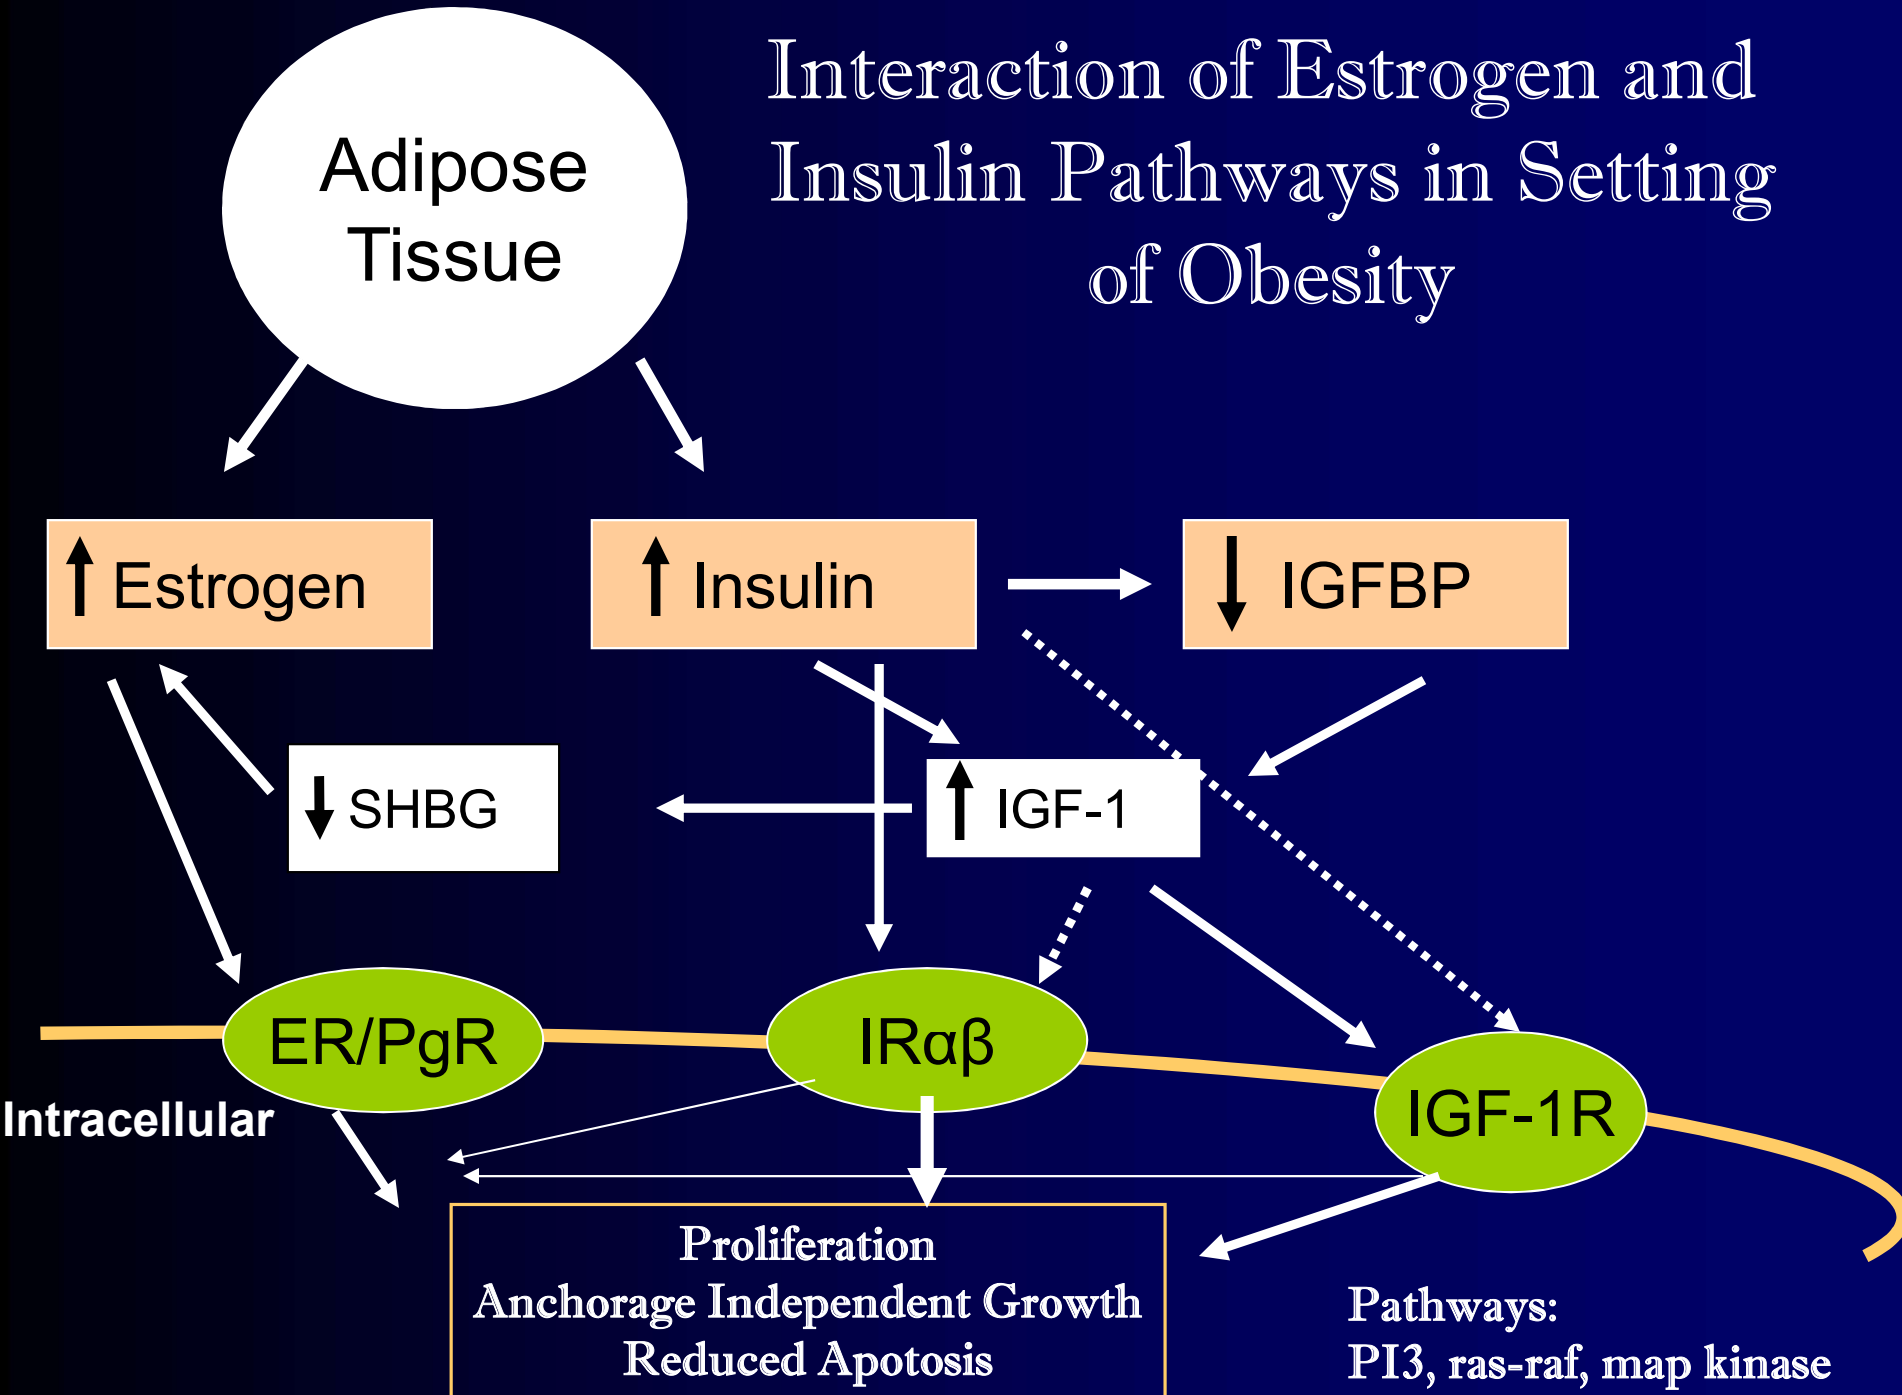 Interaction of Estrogen and
Insulin Pathways in Setting
of Obesity
Adipose
Tissue
Estrogen
Insulin
IGFBP
SHBG
IGF-1
ER/PgR
IRαβ
IGF-1R
Intracellular
Proliferation
Anchorage Independent Growth
Reduced Apotosis
Pathways:
PI3, ras-raf, map kinase